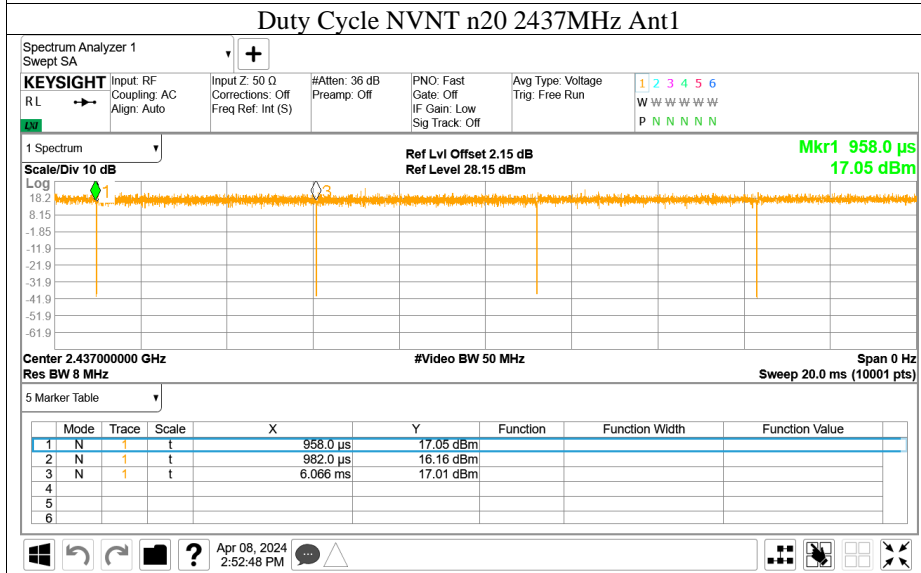 Duty Cycle NVNT n20 2437MHz Ant1
Spectrum Analyzer 1
Swept SA
+
KEYSIGHT
RL
LXI
Input: RF
Coupling: AC
Align: Auto
Input Z: 50 Ω
Corrections: Off
Freq Ref: Int (S)
#Atten: 36 dB
Preamp: Off
PNO: Fast
Gate: Off
IF Gain: Low
Sig Track: Off
Avg Type: Voltage
Trig: Free Run
1 2 3 4 5 6
W W W W W W
P N N N N N
1 Spectrum
Scale/Div 10 dB
Ref Lvl Offset 2.15 dB
Ref Level 28.15 dBm
Mkr1 958.0 µs
17.05 dBm
Log
1
3
18.2
8.15
-1.85
-11.9
-21.9
-31.9
-41.9
-51.9
-61.9
Center 2.437000000 GHz
#Video BW 50 MHz
Span 0 Hz
Res BW 8 MHz
Sweep 20.0 ms (10001 pts)
5 Marker Table
Mode Trace Scale X Y Function Function Width Function Value
1 N 1 t 958.0 µs 17.05 dBm
2 N 1 t 982.0 µs 16.16 dBm
3 N 1 t 6.066 ms 17.01 dBm
4
5
6
?
Apr 08, 2024
2:52:48 PM